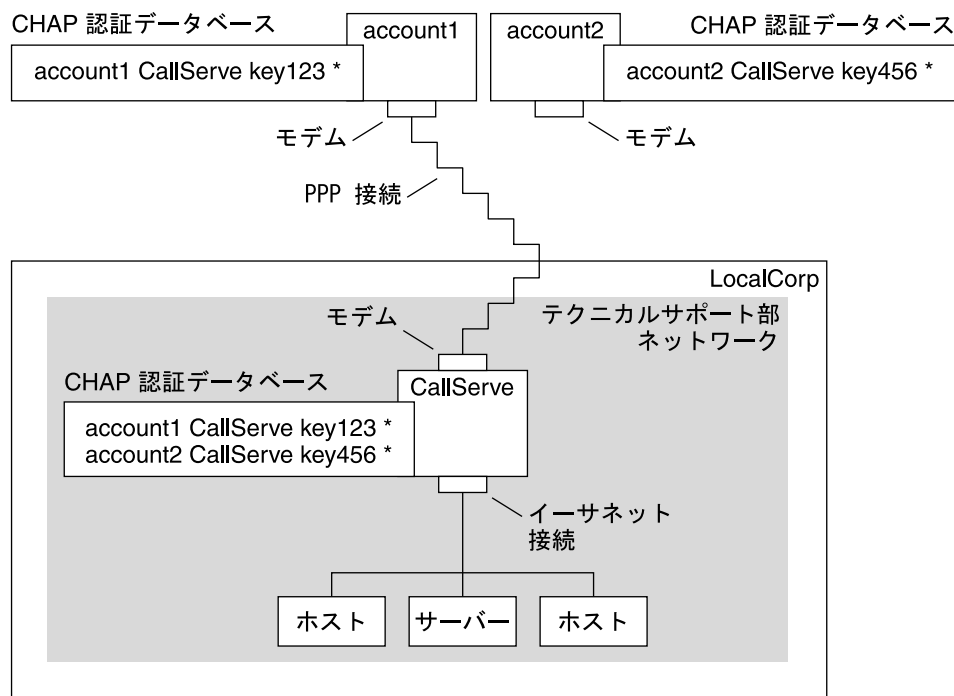 CHAP 認証データベース
account1
account2
CHAP 認証データベース
account1 CallServe key123 *
account2 CallServe key456 *
モデム
モデム
PPP 接続
LocalCorp
モデム
テクニカルサポート部
ネットワーク
CHAP 認証データベース
CallServe
account1 CallServe key123 *
account2 CallServe key456 *
イーサネット
接続
ホスト
サーバー
ホスト